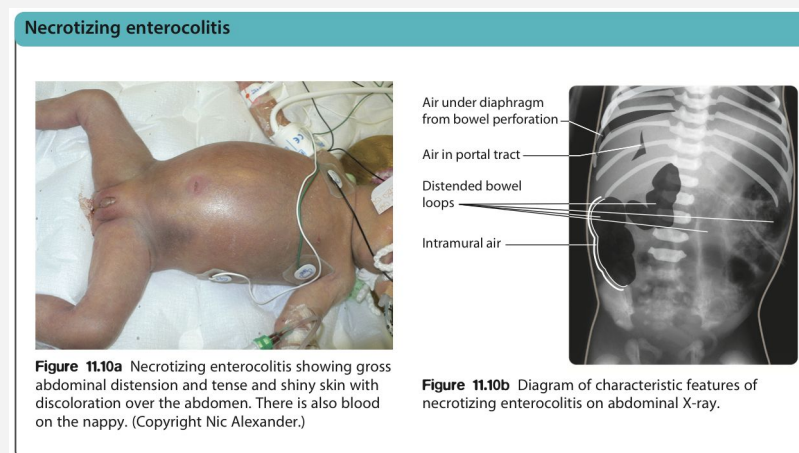 Necrotizing enterocolitis
Figure 11.10a Necrotizing enterocolitis showing gross
abdominal distension and tense and shiny skin with
discoloration over the abdomen. There is also blood
on the nappy. (Copyright Nic Alexander.)
Air under diaphragm
from bowel perforation
Air in portal tract
Distended bowel
loops
Intramural air
Figure 11.10b Diagram of characteristic features of
necrotizing enterocolitis on abdominal X-ray.